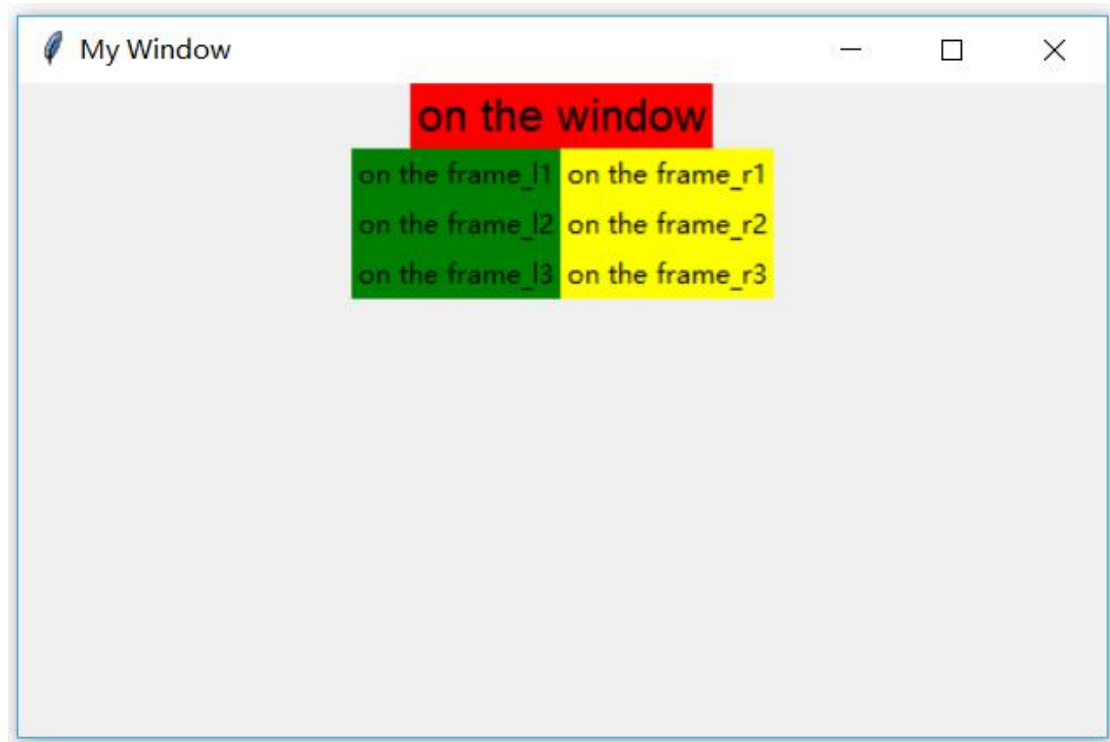 My Window
on the window
on the frame_l1 on the frame_r1
on the frame_l2 on the frame_r2
on the frame_l3 on the frame_r3